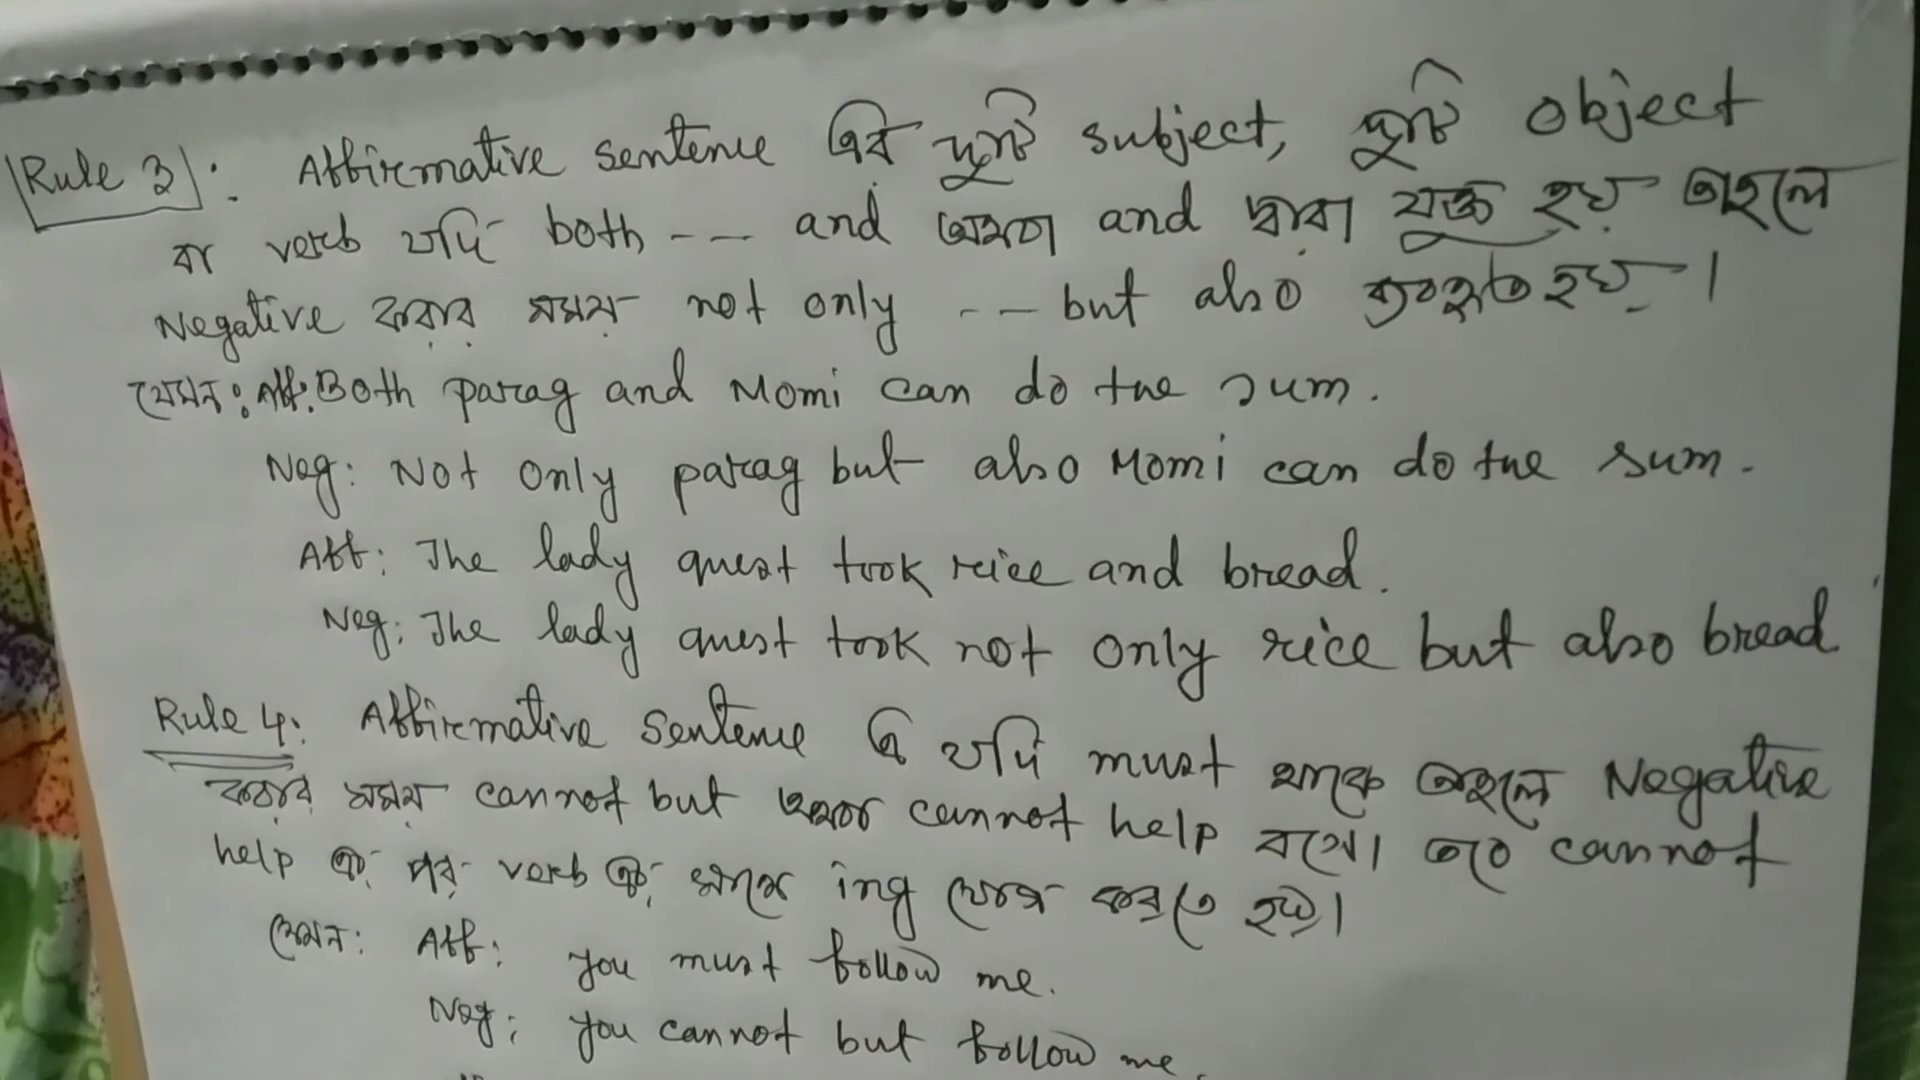 Rule 3: Affirmative sentence এর দুটি subject, দুটি object
বা verb যদি both --- and অথবা and দ্বারা যুক্ত হয় তাহলে
Negative করার সময় not only --- but also ব্যবহৃত হয়।
যেমন: Aff: Both parag and Momi can do the sum.
Neg: Not only parag but also Momi can do the sum.
Aff: The lady guest took rice and bread.
Neg: The lady guest took not only rice but also bread
Rule 4: Affirmative Sentence এ যদি must থাকে তাহলে Negative
করার সময় cannot but অথবা cannot help বসে। তবে cannot
help এর পর verb এর সাথে ing যোগ করতে হয়।
যেমন: Aff: you must follow me.
Neg: you cannot but follow me.